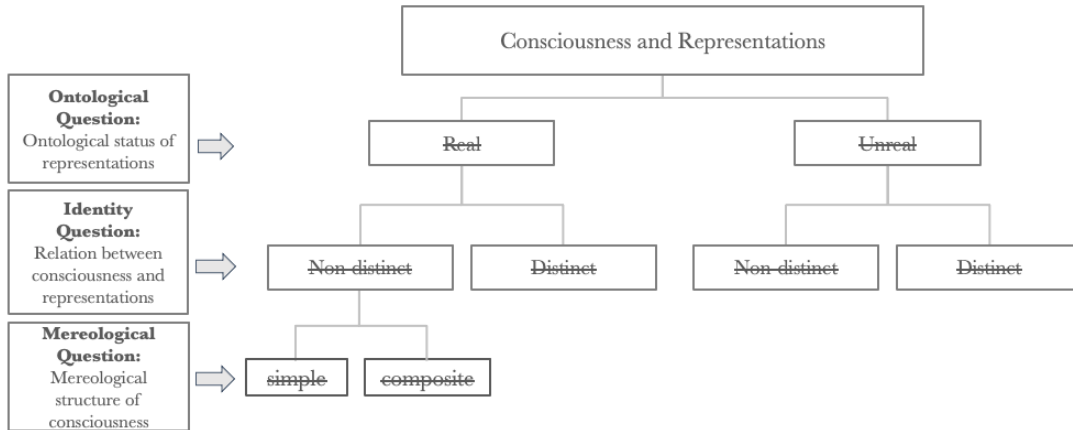 Consciousness and Representations
Ontological
Question:
Ontological status of
representations
Real
Unreal
Identity
Question:
Relation between
consciousness and
representations
Non-distinct
Distinct
Non-distinct
Distinct
Mereological
Question:
Mereological
structure of
consciousness
simple
composite